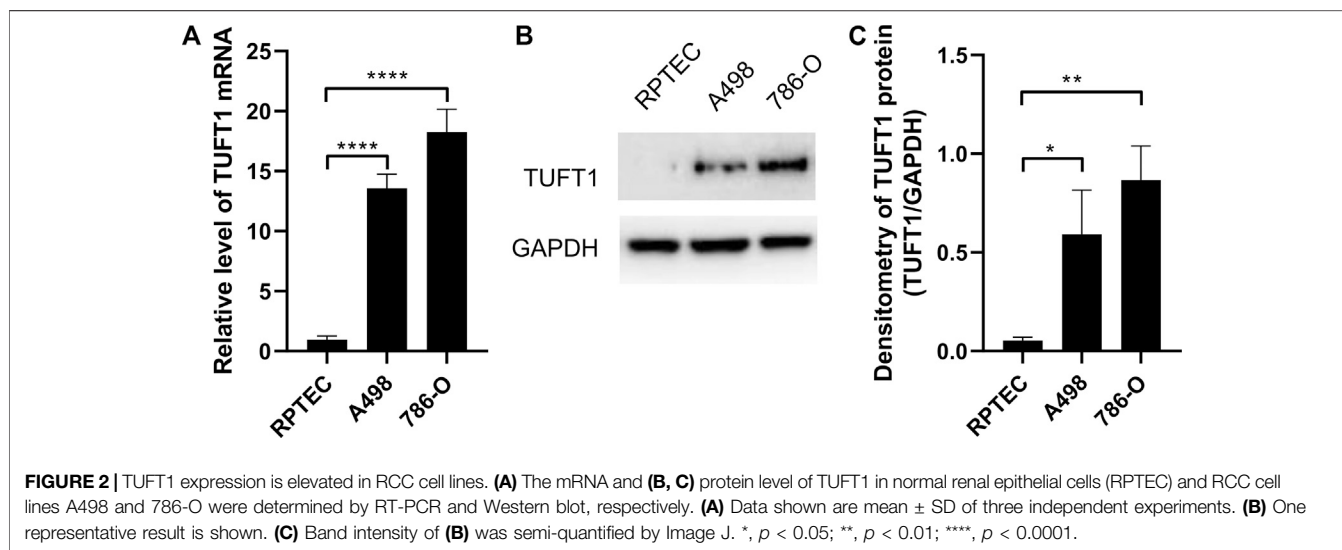 A
Relative level of TUFT1 mRNA
25
20
15
10
5
0
****
****
RPTEC
A498
786-O
B
RPTEC
A498
786-O
TUFT1
GAPDH
C
Densitometry of TUFT1 protein
(TUFT1/GAPDH)
1.5
1.0
0.5
0.0
**
*
RPTEC
A498
786-O
FIGURE 2 | TUFT1 expression is elevated in RCC cell lines. (A) The mRNA and (B, C) protein level of TUFT1 in normal renal epithelial cells (RPTEC) and RCC cell
lines A498 and 786-O were determined by RT-PCR and Western blot, respectively. (A) Data shown are mean ± SD of three independent experiments. (B) One
representative result is shown. (C) Band intensity of (B) was semi-quantified by Image J. *, p < 0.05; **, p < 0.01; ****, p < 0.0001.